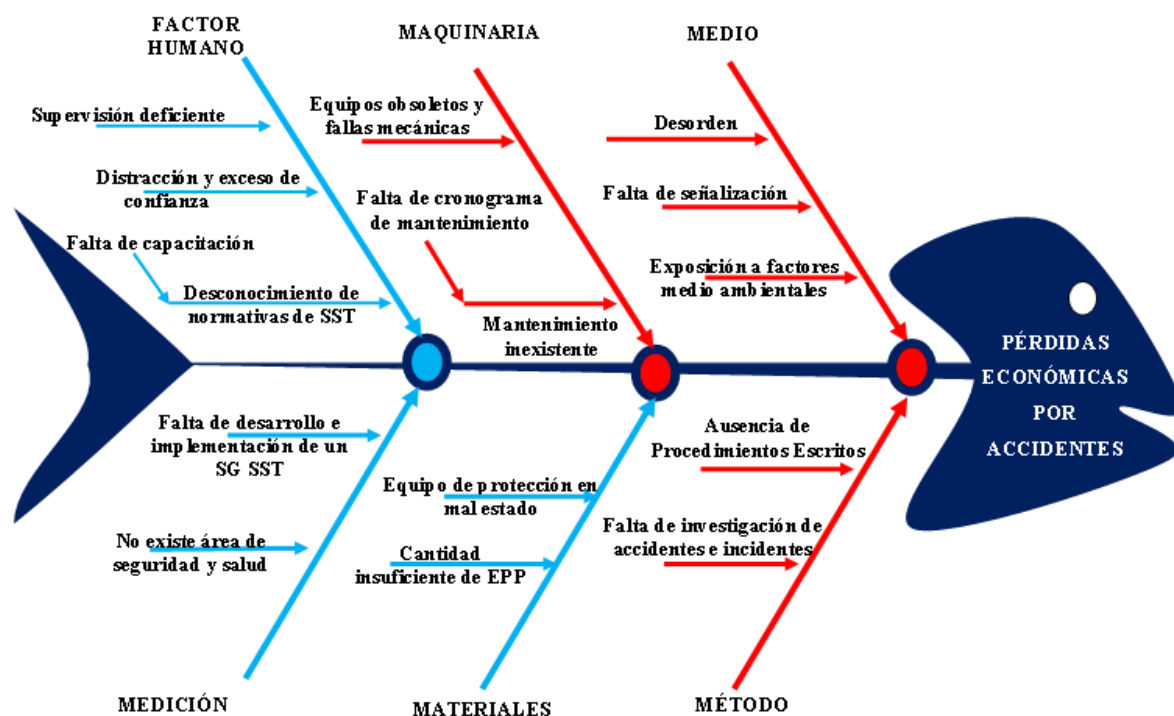 FACTOR
HUMANO
Supervisión deficiente
Distracción y exceso de
confianza
Falta de capacitación
Desconocimiento de
normativas de SST
MAQUINARIA
Equipos obsoletos y
fallas mecánicas
Falta de cronograma
de mantenimiento
Mantenimiento
inexistente
MEDIO
Desorden
Falta de señalización
Exposición a factores
medio ambientales
PÉRDIDAS
ECONÓMICAS
POR
ACCIDENTES
Falta de desarrollo e
implementación de un
SG SST
No existe área de
seguridad y salud
MEDICIÓN
Equipo de protección en
mal estado
Cantidad
insuficiente de EPP
MATERIALES
Ausencia de
Procedimientos Escritos
Falta de investigación de
accidentes e incidentes
MÉTODO